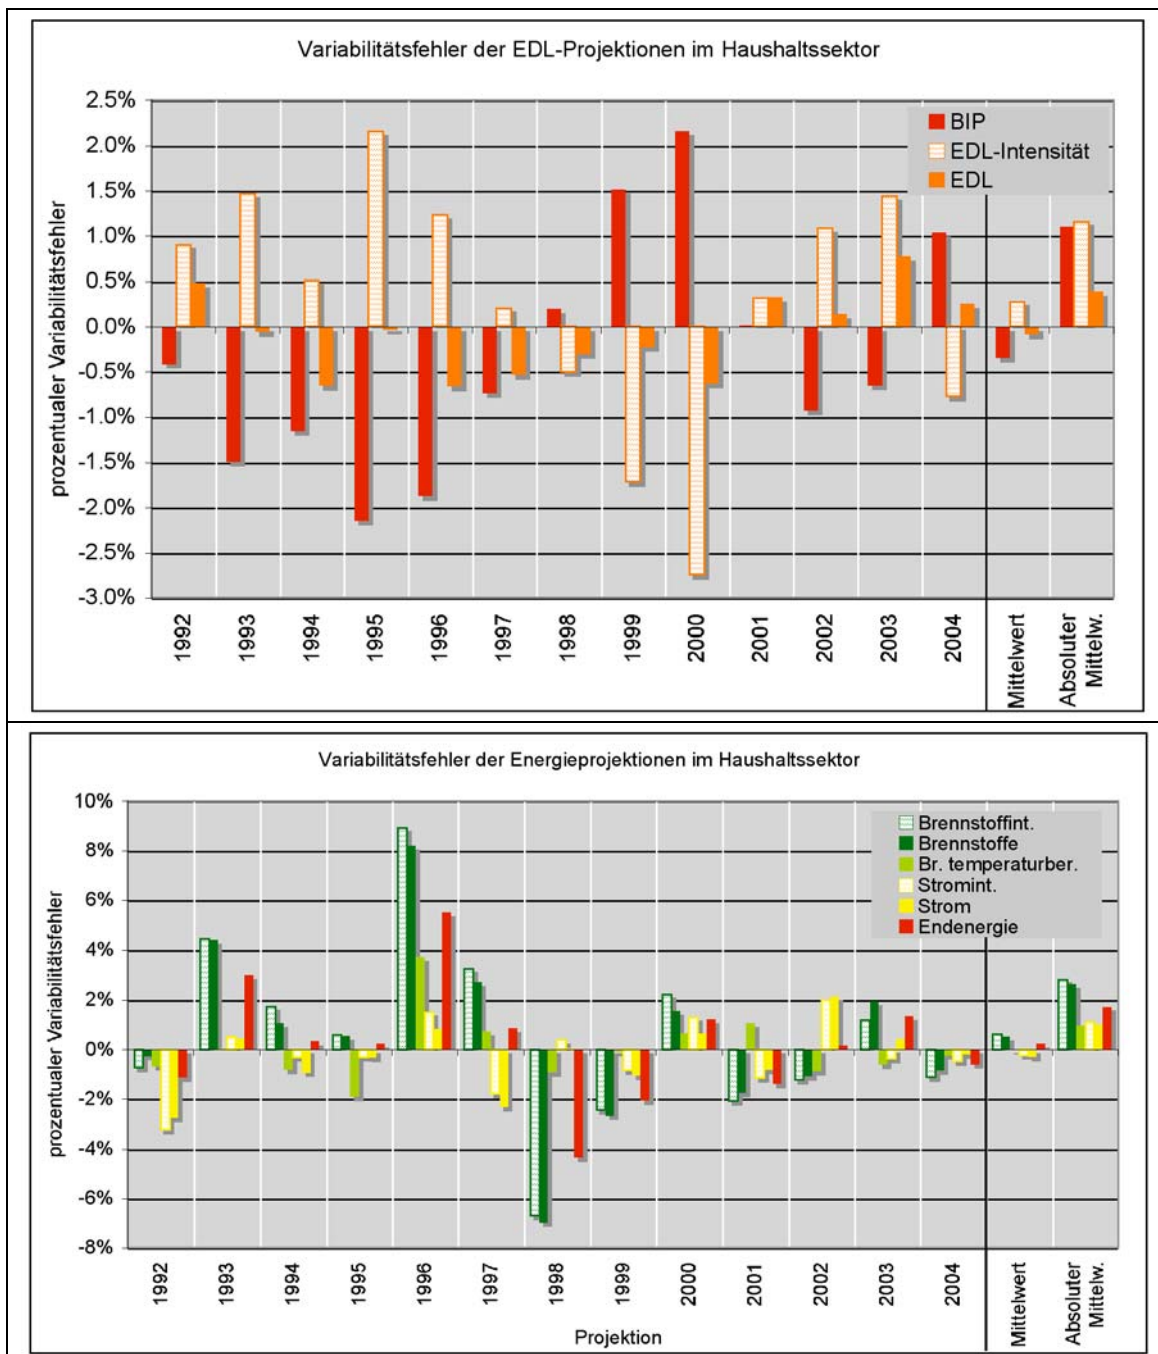 Variabilitätsfehler der EDL-Projektionen im Haushaltssektor
prozentualer Variabilitätsfehler
2.5%
2.0%
1.5%
1.0%
0.5%
0.0%
-0.5%
-1.0%
-1.5%
-2.0%
-2.5%
-3.0%
BIP
EDL-Intensität
EDL
1992
1993
1994
1995
1996
1997
1998
1999
2000
2001
2002
2003
2004
Mittelwert
Absoluter
Mittelw.
Variabilitätsfehler der Energieprojektionen im Haushaltssektor
prozentualer Variabilitätsfehler
10%
8%
6%
4%
2%
0%
-2%
-4%
-6%
-8%
Brennstoffint.
Brennstoffe
Br. temperaturber.
Stromint.
Strom
Endenergie
1992
1993
1994
1995
1996
1997
1998
1999
2000
2001
2002
2003
2004
Mittelwert
Absoluter
Mittelw.
Projektion